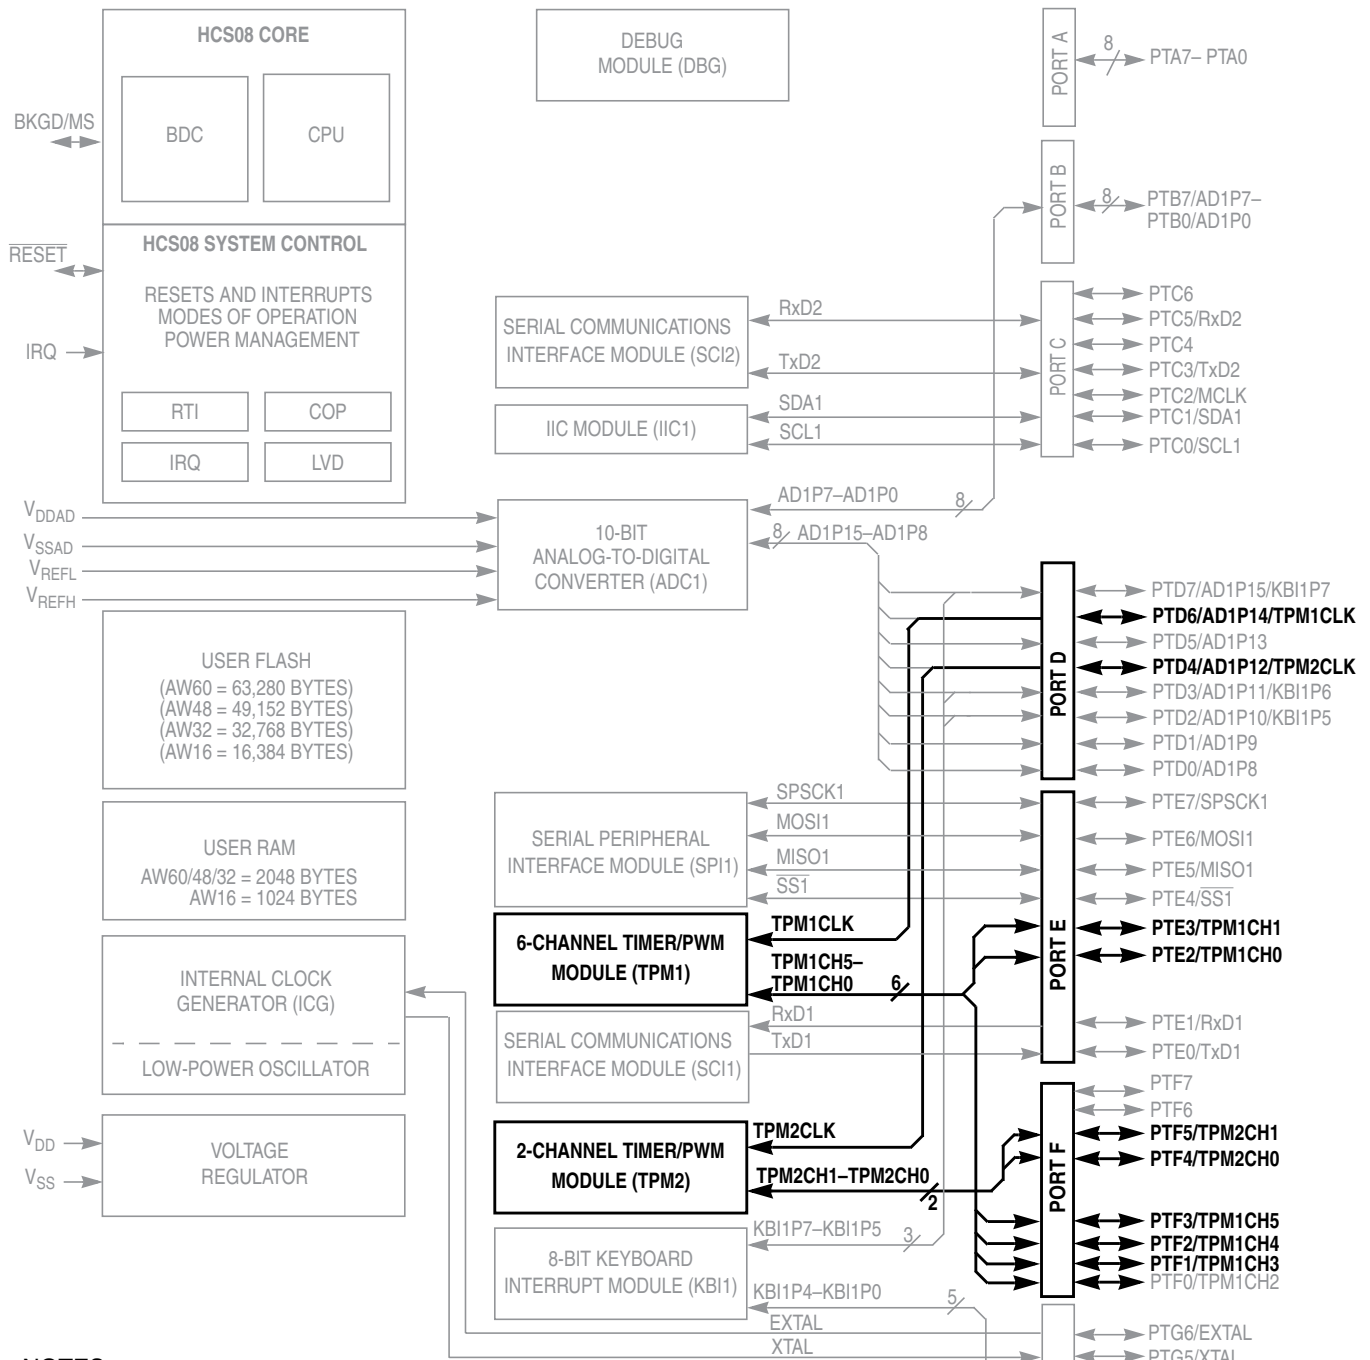 HCS08 CORE
BDC
CPU
BKGD/MS
HCS08 SYSTEM CONTROL
RESET
RESETS AND INTERRUPTS
MODES OF OPERATION
POWER MANAGEMENT
IRQ
RTI
COP
IRQ
LVD
VDDAD
VSSAD
VREFL
VREFH
USER FLASH
(AW60 = 63,280 BYTES)
(AW48 = 49,152 BYTES)
(AW32 = 32,768 BYTES)
(AW16 = 16,384 BYTES)
USER RAM
AW60/48/32 = 2048 BYTES
AW16 = 1024 BYTES
INTERNAL CLOCK
GENERATOR (ICG)
LOW-POWER OSCILLATOR
VDD
VSS
VOLTAGE
REGULATOR
DEBUG
MODULE (DBG)
SERIAL COMMUNICATIONS
INTERFACE MODULE (SCI2)
RxD2
TxD2
IIC MODULE (IIC1)
SDA1
SCL1
10-BIT
ANALOG-TO-DIGITAL
CONVERTER (ADC1)
AD1P7–AD1P0
8
8
AD1P15–AD1P8
SERIAL PERIPHERAL
INTERFACE MODULE (SPI1)
SPSCK1
MOSI1
MISO1
SS1
6-CHANNEL TIMER/PWM
MODULE (TPM1)
TPM1CLK
TPM1CH5–
TPM1CH0
6
SERIAL COMMUNICATIONS
INTERFACE MODULE (SCI1)
RxD1
TxD1
2-CHANNEL TIMER/PWM
MODULE (TPM2)
TPM2CLK
TPM2CH1–TPM2CH0
2
8-BIT KEYBOARD
INTERRUPT MODULE (KBI1)
KBI1P7–KBI1P5
3
KBI1P4–KBI1P0
5
EXTAL
XTAL
PORT A
8
PTA7– PTA0
PORT B
8
PTB7/AD1P7–
PTB0/AD1P0
PORT C
PTC6
PTC5/RxD2
PTC4
PTC3/TxD2
PTC2/MCLK
PTC1/SDA1
PTC0/SCL1
PORT D
PTD7/AD1P15/KBI1P7
PTD6/AD1P14/TPM1CLK
PTD5/AD1P13
PTD4/AD1P12/TPM2CLK
PTD3/AD1P11/KBI1P6
PTD2/AD1P10/KBI1P5
PTD1/AD1P9
PTD0/AD1P8
PORT E
PTE7/SPSCK1
PTE6/MOSI1
PTE5/MISO1
PTE4/SS1
PTE3/TPM1CH1
PTE2/TPM1CH0
PTE1/RxD1
PTE0/TxD1
PORT F
PTF7
PTF6
PTF5/TPM2CH1
PTF4/TPM2CH0
PTF3/TPM1CH5
PTF2/TPM1CH4
PTF1/TPM1CH3
PTF0/TPM1CH2
PTG6/EXTAL
PTG5/XTAL